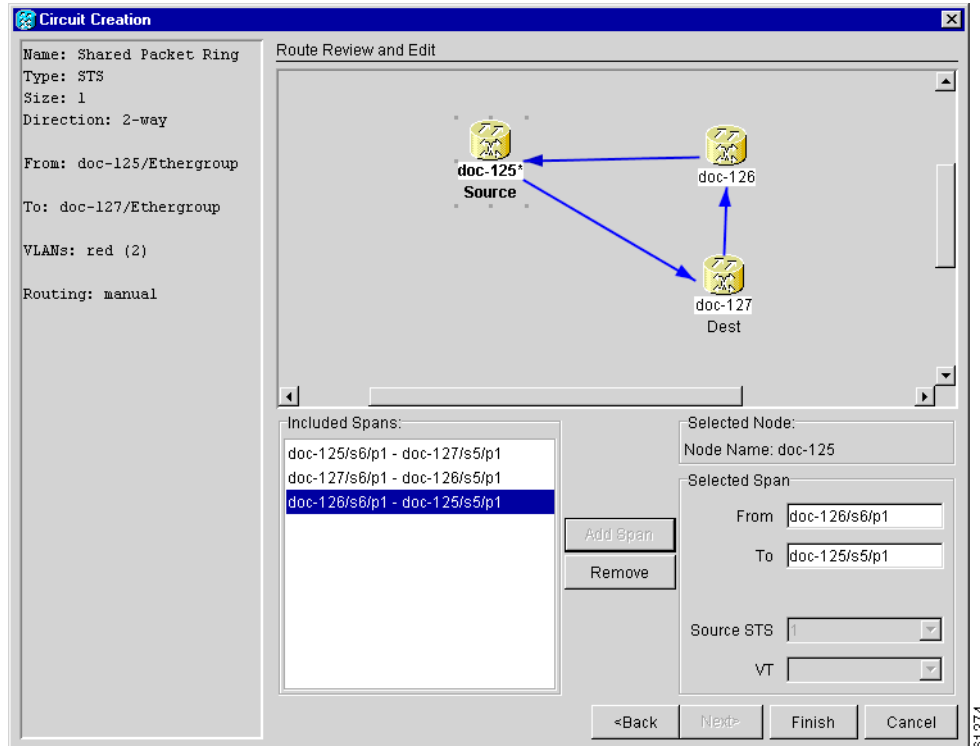 Circuit Creation
Name: Shared Packet Ring
Type: STS
Size: 1
Direction: 2-way
From: doc-125/Ethergroup
To: doc-127/Ethergroup
VLANs: red (2)
Routing: manual
Route Review and Edit
doc-125*
Source
doc-126
doc-127
Dest
Included Spans:
doc-125/s6/p1 - doc-127/s5/p1
doc-127/s6/p1 - doc-126/s5/p1
doc-126/s6/p1 - doc-125/s5/p1
Add Span
Remove
Selected Node:
Node Name: doc-125
Selected Span
From doc-126/s6/p1
To doc-125/s5/p1
Source STS 1
VT
<Back Next> Finish Cancel